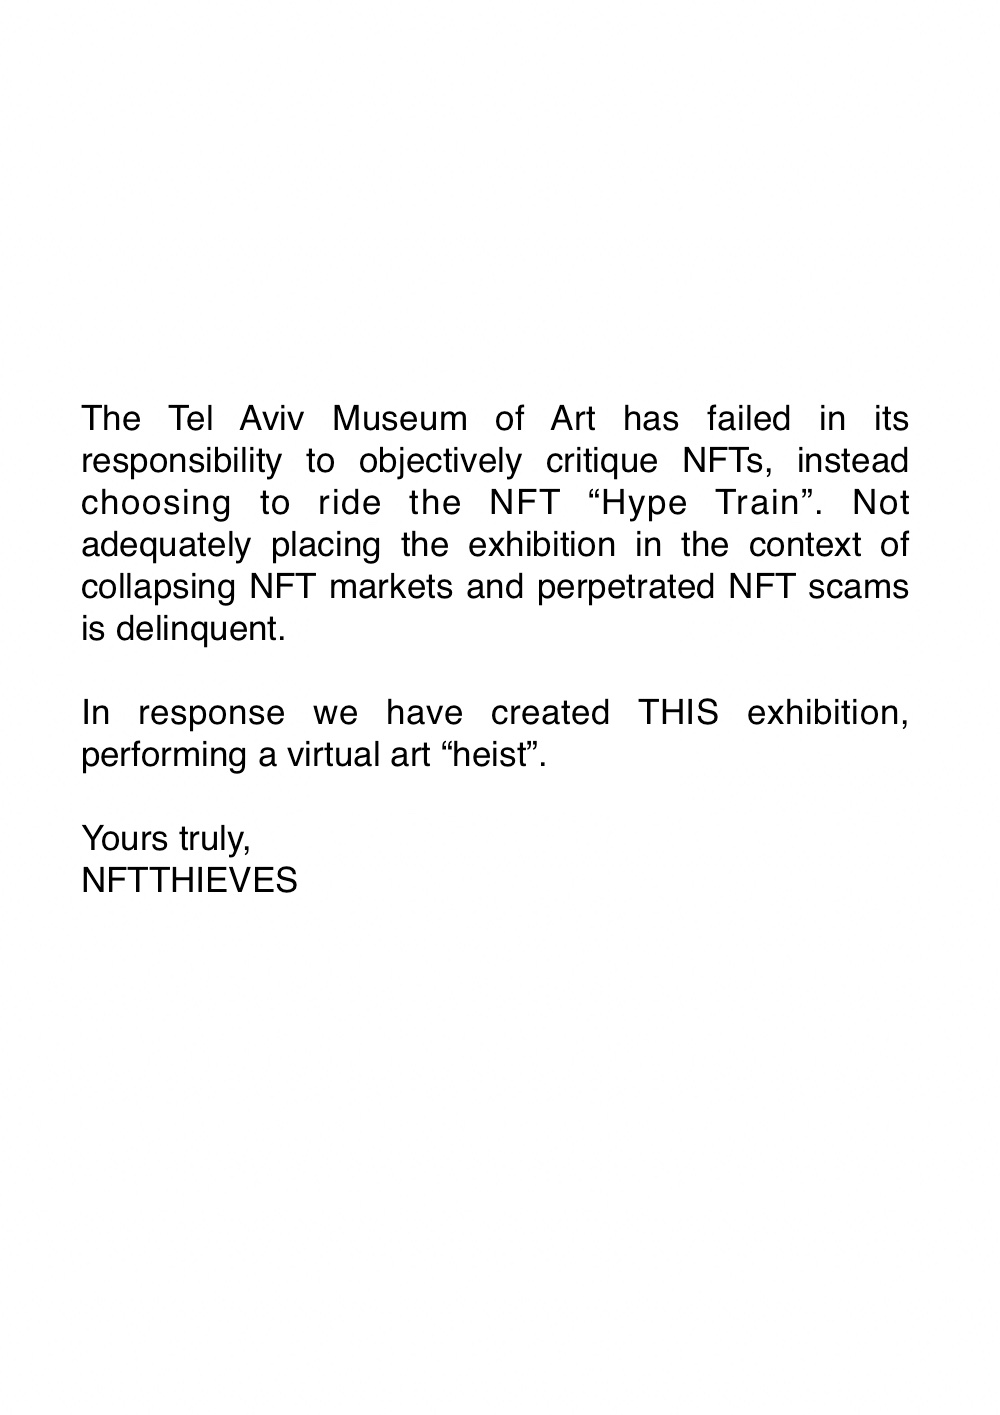 The Tel Aviv Museum of Art has failed in its
responsibility to objectively critique NFTs, instead
choosing to ride the NFT “Hype Train”. Not
adequately placing the exhibition in the context of
collapsing NFT markets and perpetrated NFT scams
is delinquent.
In response we have created THIS exhibition,
performing a virtual art “heist”.
Yours truly,
NFTTHIEVES